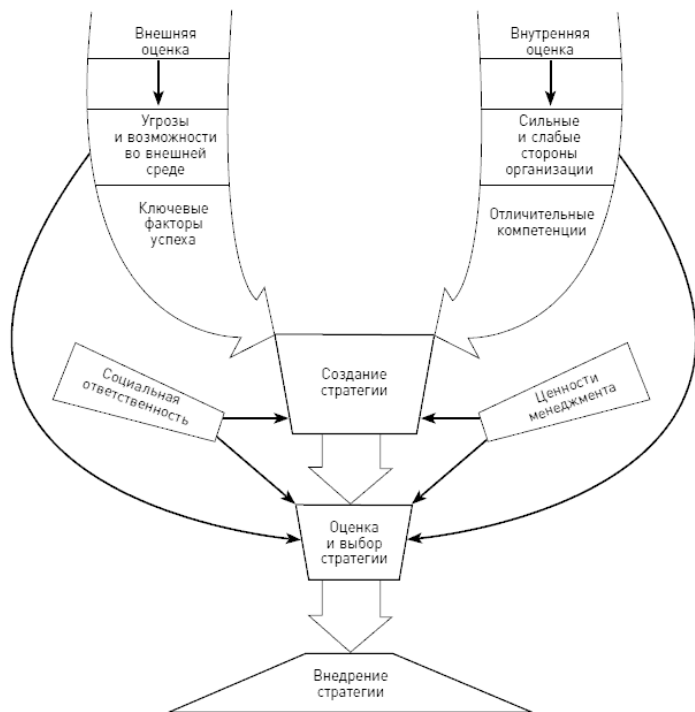 Внешняя
оценка
Внутренняя
оценка
Угрозы
и возможности
во внешней
среде
Сильные
и слабые
стороны
организации
Ключевые
факторы
успеха
Отличительные
компетенции
Создание
стратегии
Социальная
ответственность
Ценности
менеджмента
Оценка
и выбор
стратегии
Внедрение
стратегии